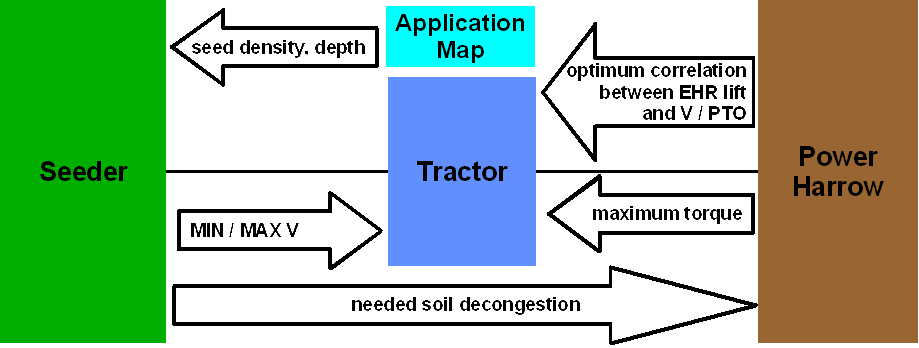 Application
Map
seed density, depth
optimum correlation
between EHR lift
and V / PTO
Seeder
Tractor
Power
Harrow
MIN / MAX V
maximum torque
needed soil decongestion